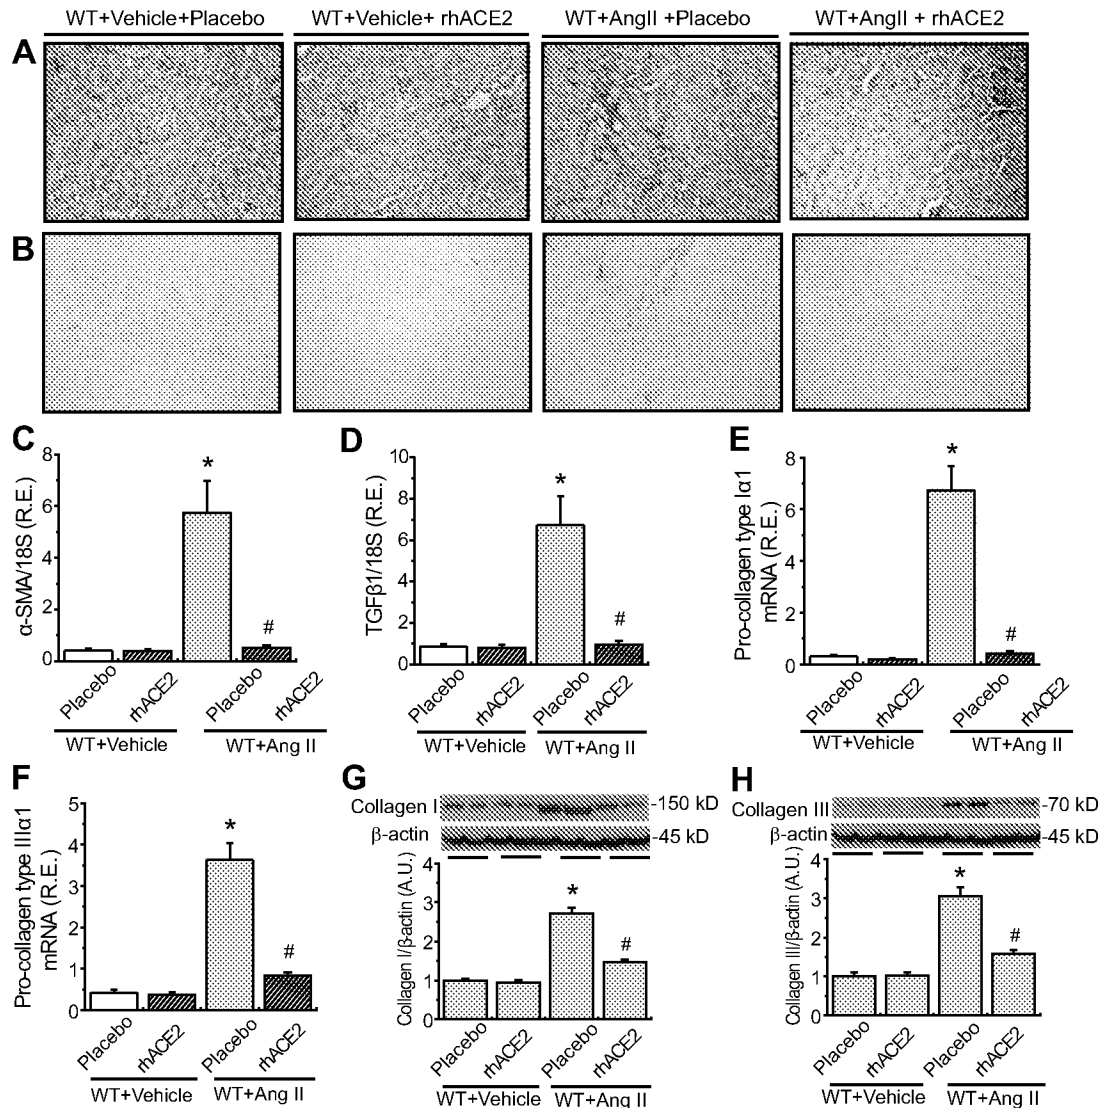 WT+Vehicle+Placebo WT+Vehicle+ rhACE2 WT+AngII +Placebo WT+AngII + rhACE2
A
B
C
α-SMA/18S (R.E.)
8
6
4
2
0
*
#
Placebo rhACE2 Placebo rhACE2
WT+Vehicle WT+Ang II
D
TGFβ1/18S (R.E.)
10
8
6
4
2
0
*
#
Placebo rhACE2 Placebo rhACE2
WT+Vehicle WT+Ang II
E
Pro-collagen type Iα1
mRNA (R.E.)
8
6
4
2
0
*
#
Placebo rhACE2 Placebo rhACE2
WT+Vehicle WT+Ang II
F
Pro-collagen type IIIα1
mRNA (R.E.)
5
4
3
2
1
0
*
#
Placebo rhACE2 Placebo rhACE2
WT+Vehicle WT+Ang II
G
Collagen I -150 kD
β-actin -45 kD
Collagen I/β-actin (A.U.)
4
3
2
1
0
*
#
Placebo rhACE2 Placebo rhACE2
WT+Vehicle WT+Ang II
H
Collagen III -70 kD
β-actin -45 kD
Collagen III/β-actin (A.U.)
4
3
2
1
0
*
#
Placebo rhACE2 Placebo rhACE2
WT+Vehicle WT+Ang II